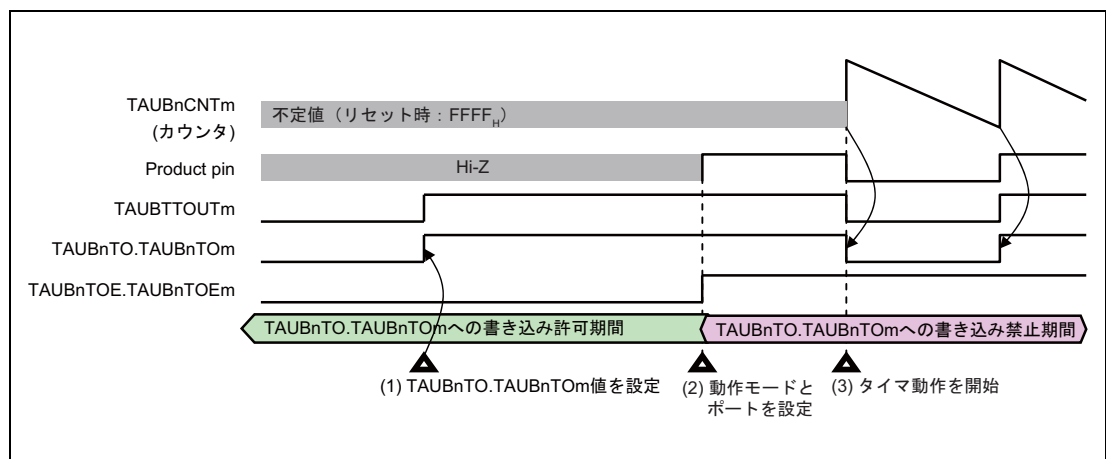 TAUBnCNTm
(カウンタ)
不定値（リセット時：FFFFH）
Product pin
Hi-Z
TAUBTTOUTm
TAUBnTO.TAUBnTOm
TAUBnTOE.TAUBnTOEm
TAUBnTO.TAUBnTOmへの書き込み許可期間
TAUBnTO.TAUBnTOmへの書き込み禁止期間
(1) TAUBnTO.TAUBnTOm値を設定
(2) 動作モードと
ポートを設定
(3) タイマ動作を開始